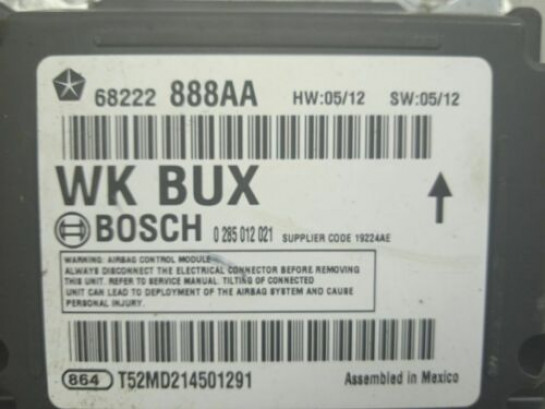 68222 888AA HW:05/12 SW:05/12
WK BUX
BOSCH 0 285 012 021 SUPPLIER CODE 19224AE
WARNING: AIRBAG CONTROL MODULE
ALWAYS DISCONNECT THE ELECTRICAL CONNECTOR BEFORE REMOVING
THIS UNIT. REFER TO SERVICE MANUAL. TILTING OF CONNECTED
UNIT CAN LEAD TO DEPLOYMENT OF THE AIRBAG SYSTEM AND CAUSE
PERSONAL INJURY.
864 T52MD214501291 Assembled in Mexico